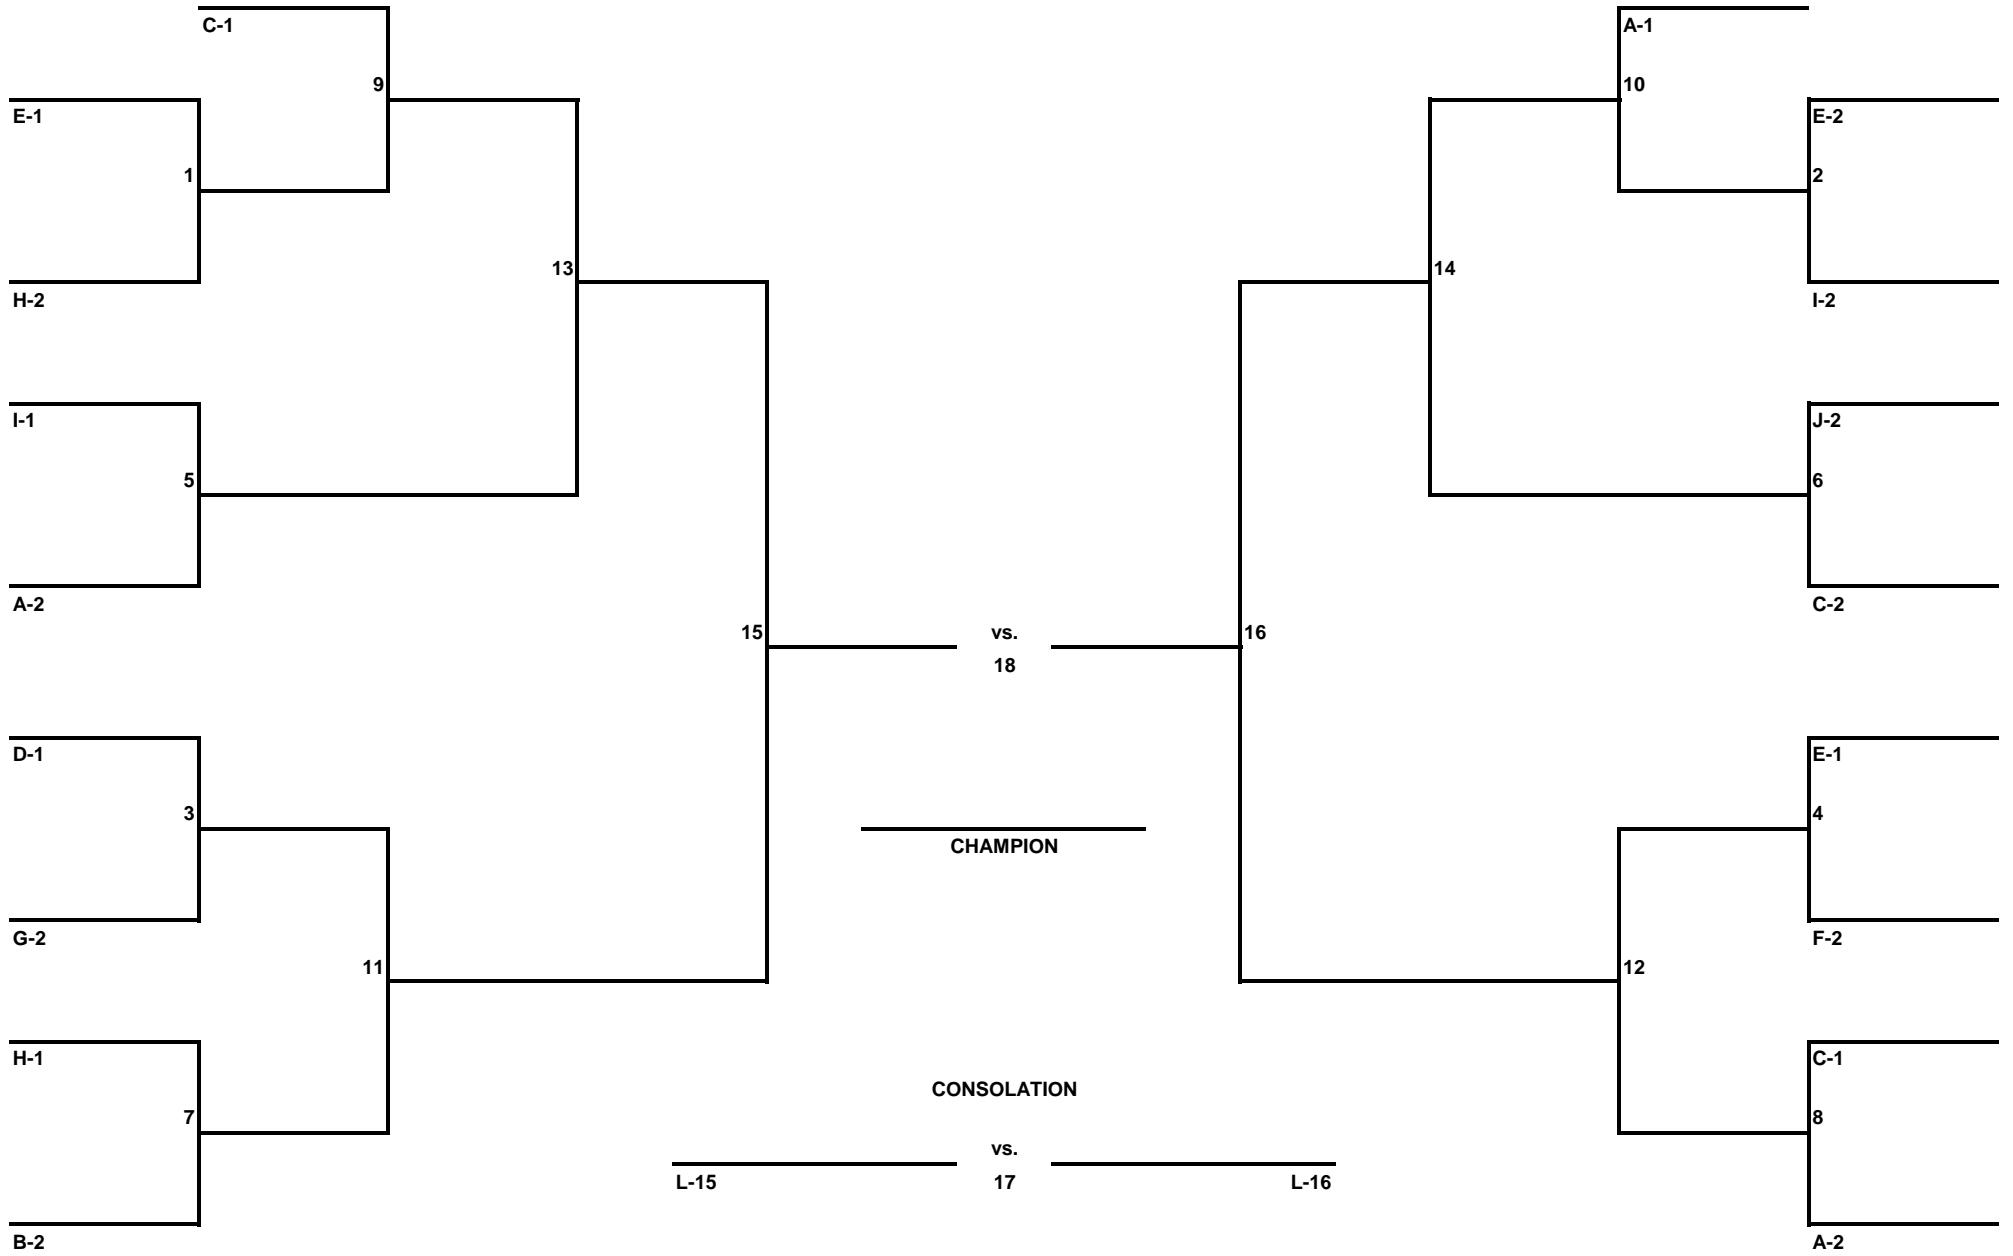 C-1
A-1
9
10
E-1
E-2
1
2
13
14
H-2
I-2
I-1
J-2
5
6
A-2
C-2
15
vs.
16
18
D-1
E-1
3
4
CHAMPION
G-2
F-2
11
12
H-1
C-1
CONSOLATION
7
8
vs.
L-15
17
L-16
B-2
A-2